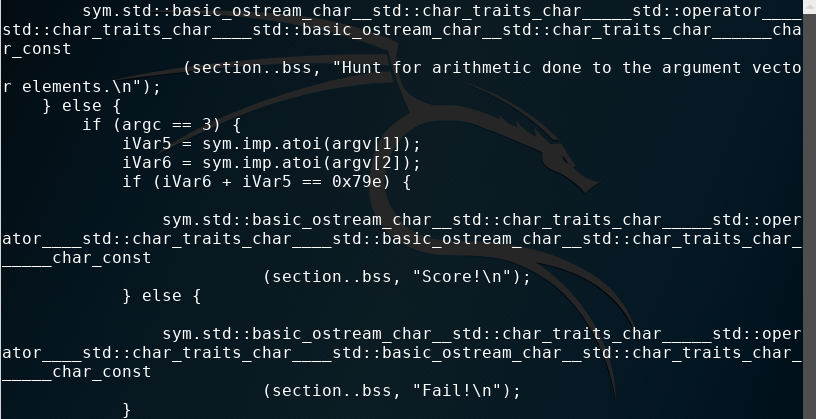 sym.std::basic_ostream_char__std::char_traits_char_____std::operator____
std::char_traits_char____std::basic_ostream_char__std::char_traits_char______cha
r_const
                  (section..bss, "Hunt for arithmetic done to the argument vecto
r elements.\n");
    } else {
        if (argc == 3) {
            iVar5 = sym.imp.atoi(argv[1]);
            iVar6 = sym.imp.atoi(argv[2]);
            if (iVar6 + iVar5 == 0x79e) {

                sym.std::basic_ostream_char__std::char_traits_char_____std::oper
ator____std::char_traits_char____std::basic_ostream_char__std::char_traits_char_
_____char_const
                          (section..bss, "Score!\n");
            } else {

                sym.std::basic_ostream_char__std::char_traits_char_____std::oper
ator____std::char_traits_char____std::basic_ostream_char__std::char_traits_char_
_____char_const
                          (section..bss, "Fail!\n");
            }